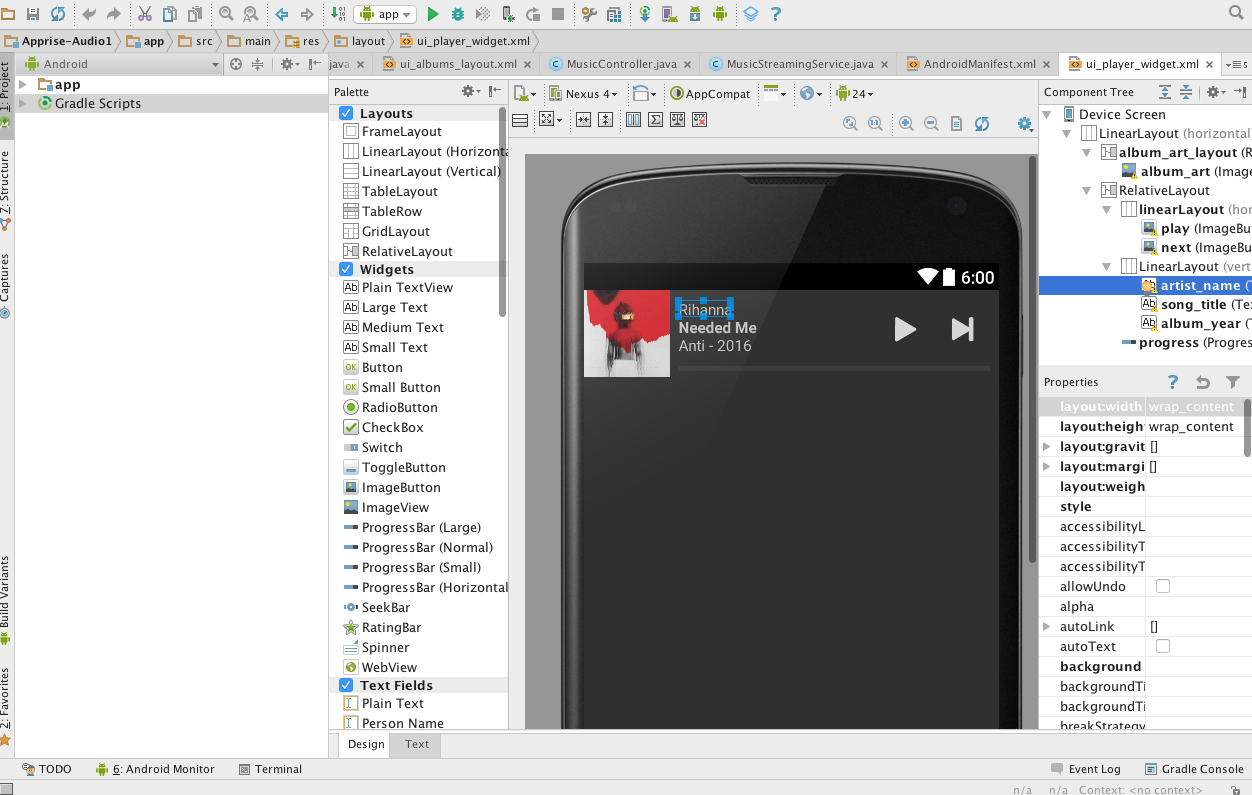 app
Apprise-Audio1 app src main res layout ui_player_widget.xml
Android
java ui_albums_layout.xml MusicController.java MusicStreamingService.java AndroidManifest.xml ui_player_widget.xml
1: Project
7: Structure
Captures
Build Variants
2: Favorites
app
Gradle Scripts
Palette
Layouts
FrameLayout
LinearLayout (Horizonta
LinearLayout (Vertical)
TableLayout
TableRow
GridLayout
RelativeLayout
Widgets
Plain TextView
Large Text
Medium Text
Small Text
Button
Small Button
RadioButton
CheckBox
Switch
ToggleButton
ImageButton
ImageView
ProgressBar (Large)
ProgressBar (Normal)
ProgressBar (Small)
ProgressBar (Horizontal
SeekBar
RatingBar
Spinner
WebView
Text Fields
Plain Text
Person Name
Design Text
Nexus 4 AppCompat 24
6:00
Rihanna
Needed Me
Anti - 2016
Component Tree
Device Screen
LinearLayout (horizontal)
album_art_layout (R
album_art (Image
RelativeLayout
linearLayout (hor
play (ImageBu
next (ImageBu
LinearLayout (vert
artist_name (T
song_title (Tex
album_year (T
progress (Progres
Properties
layout:width wrap_content
layout:heigh wrap_content
layout:gravit []
layout:margi []
layout:weigh
style
accessibilityL
accessibilityT
accessibilityT
allowUndo
alpha
autoLink []
autoText
background
backgroundTi
backgroundTi
breakStrategy
TODO 6: Android Monitor Terminal Event Log Gradle Console
n/a n/a Context: <no context>